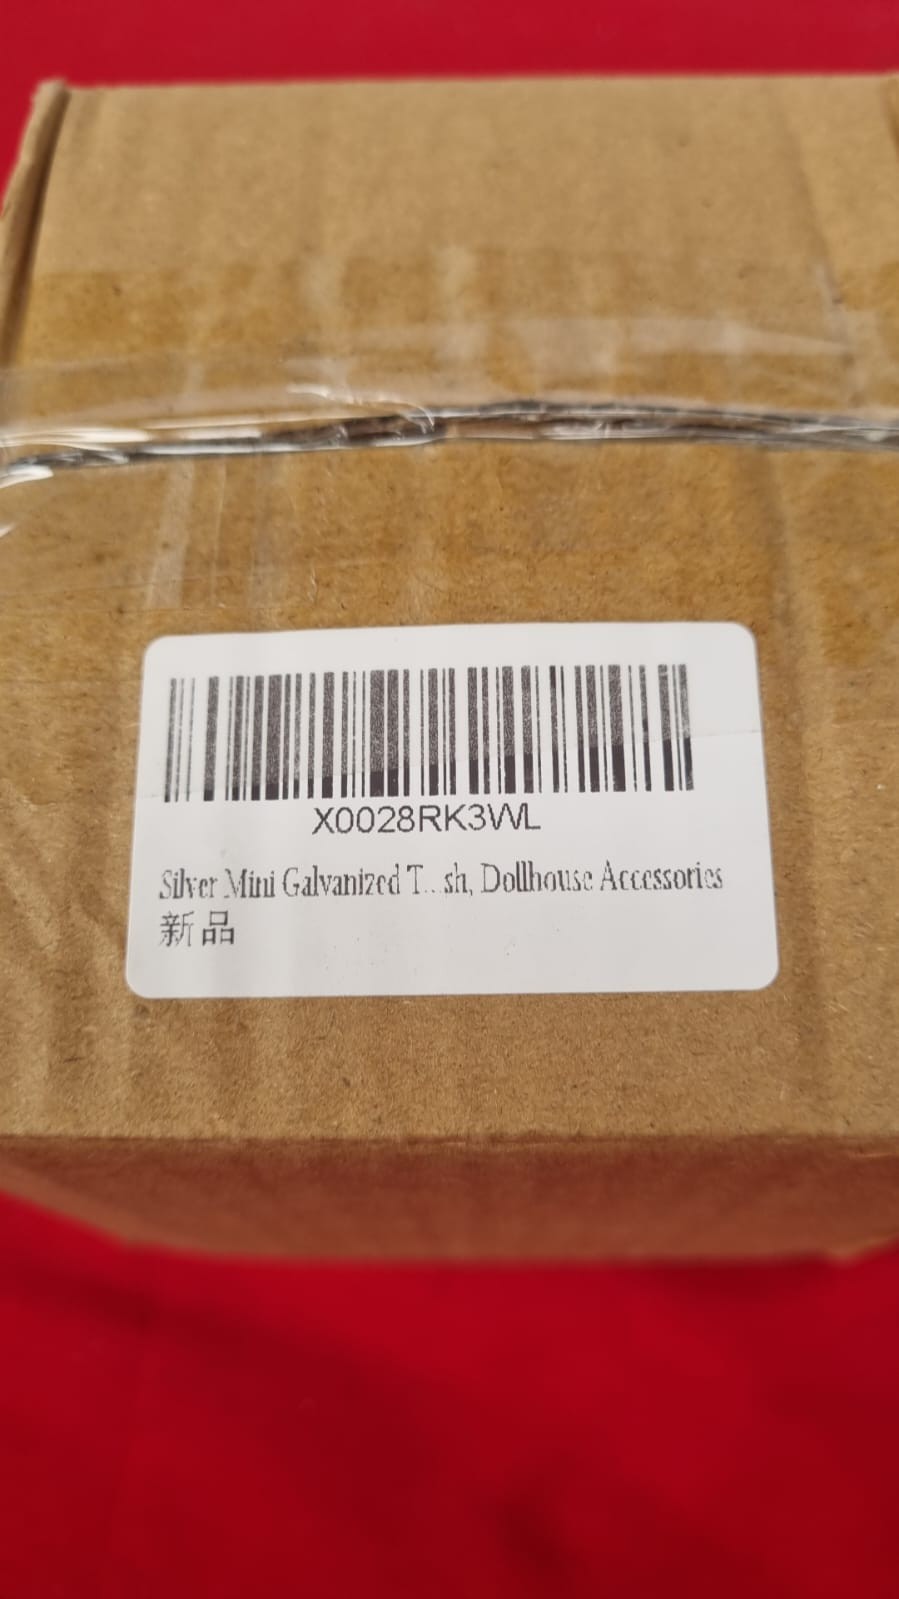 X0028RK3WL
Silver Mini Galvanized T...sh, Dollhouse Accessories
新品